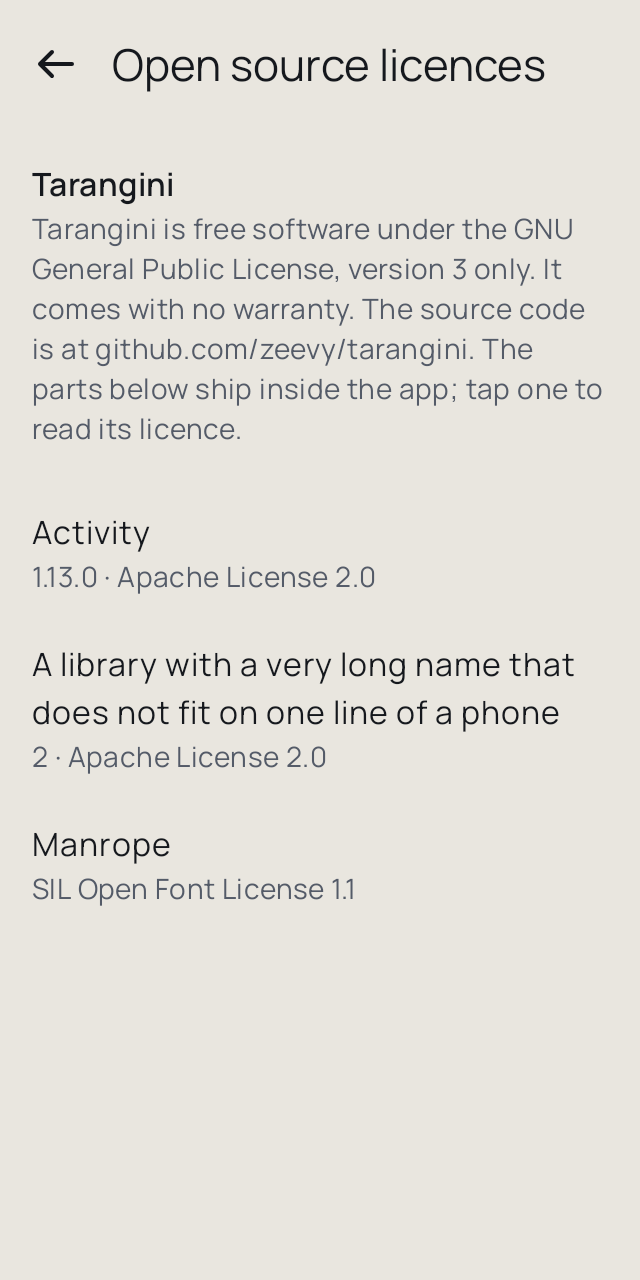 Open source licences
Tarangini
Tarangini is free software under the GNU
General Public License, version 3 only. It
comes with no warranty. The source code
is at github.com/zeevy/tarangini. The
parts below ship inside the app; tap one to
read its licence.
Activity
1.13.0 · Apache License 2.0
A library with a very long name that
does not fit on one line of a phone
2 · Apache License 2.0
Manrope
SIL Open Font License 1.1